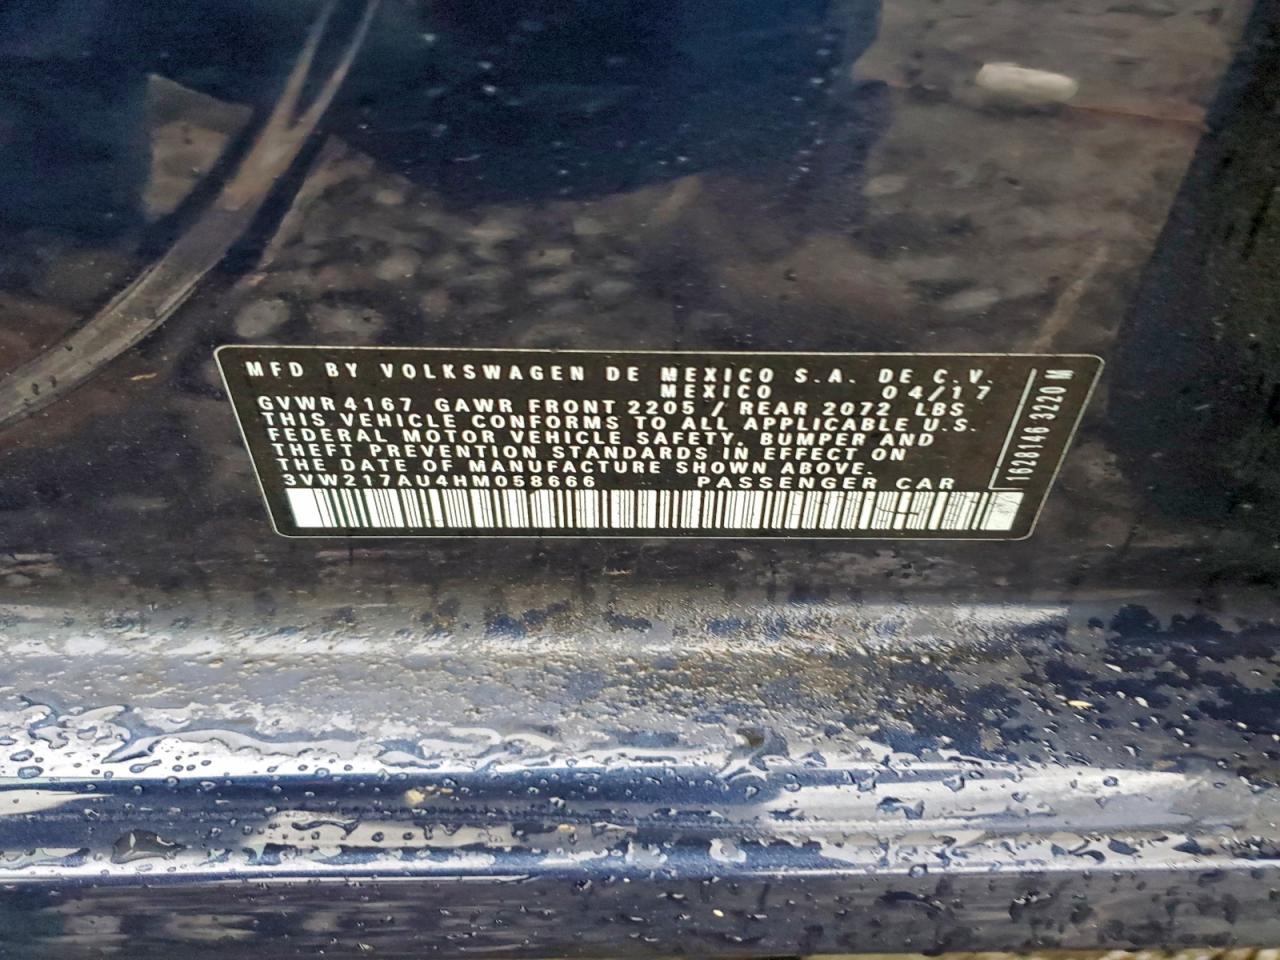 MFD BY VOLKSWAGEN DE MEXICO S.A. DE C.V.
MEXICO 04/17
GVWR 4167 GAWR FRONT 2205 / REAR 2072 LBS
THIS VEHICLE CONFORMS TO ALL APPLICABLE U.S.
FEDERAL MOTOR VEHICLE SAFETY, BUMPER AND
THEFT PREVENTION STANDARDS IN EFFECT ON
THE DATE OF MANUFACTURE SHOWN ABOVE.
3VW217AU4HM058666 PASSENGER CAR
1628146 3220 M